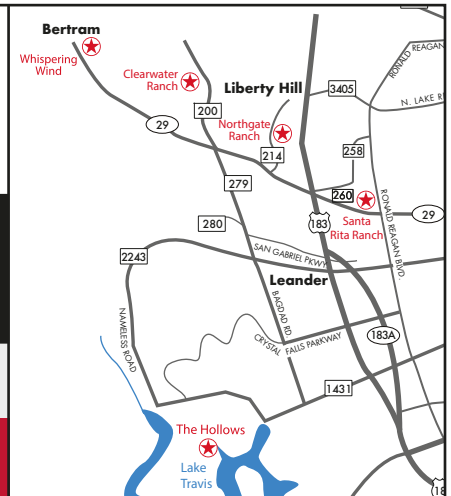 Bertram
Whispering
Wind
Clearwater
Ranch
Liberty Hill
RONALD REAGAN
3405
N. LAKE
200
Northgate
Ranch
29
214
258
279
260
29
280
183
Santa
Rita Ranch
RONALD REAGAN BLVD.
SAN GABRIEL PKWY
2243
Leander
NAMELESS ROAD
BAGDAD RD.
CRYSTAL FALLS PARKWAY
183A
1431
The Hollows
Lake
Travis
18